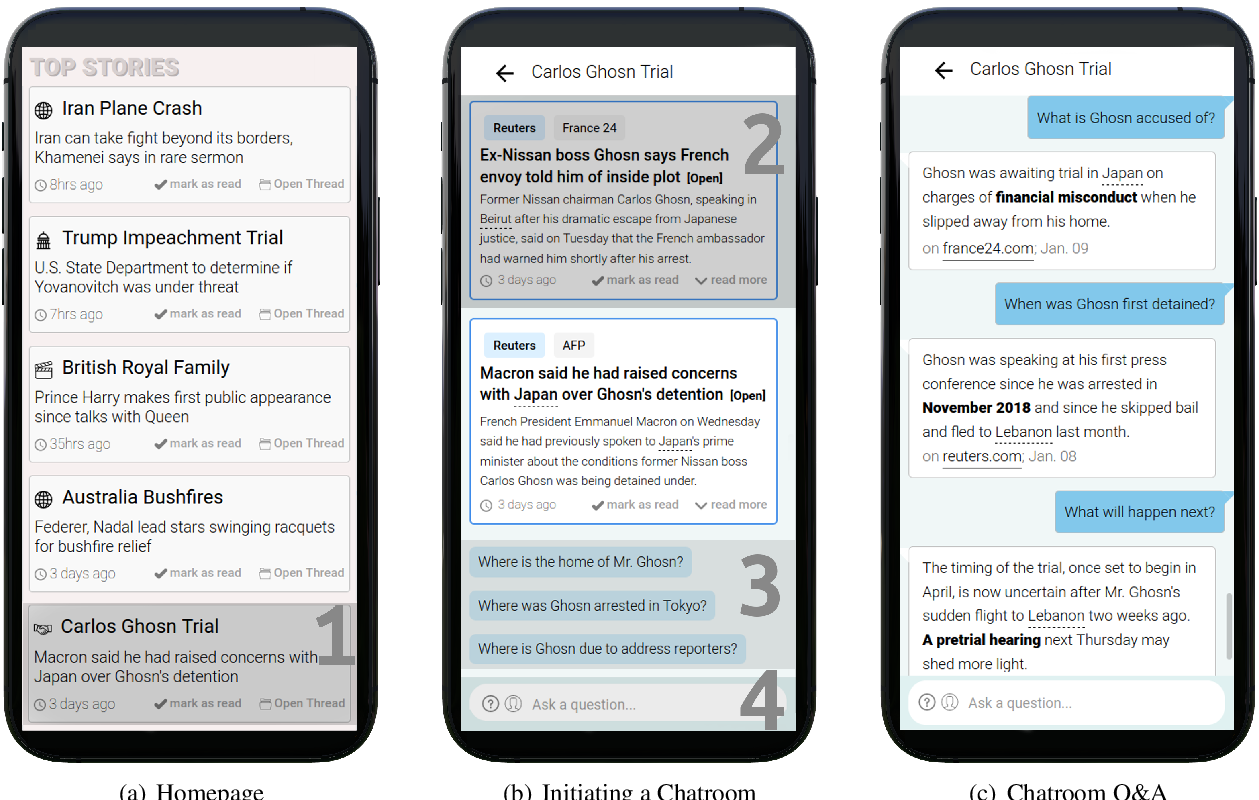 TOP STORIES
Iran Plane Crash
Iran can take fight beyond its borders,
Khamenei says in rare sermon
8hrs ago mark as read Open Thread
Trump Impeachment Trial
U.S. State Department to determine if
Yovanovitch was under threat
7hrs ago mark as read Open Thread
British Royal Family
Prince Harry makes first public appearance
since talks with Queen
35hrs ago mark as read Open Thread
Australia Bushfires
Federer, Nadal lead stars swinging racquets
for bushfire relief
3 days ago mark as read Open Thread
1
Carlos Ghosn Trial
Macron said he had raised concerns with
Japan over Ghosn's detention
3 days ago mark as read Open Thread
(a) Homepage
Carlos Ghosn Trial
2
Reuters France 24
Ex-Nissan boss Ghosn says French
envoy told him of inside plot [Open]
Former Nissan chairman Carlos Ghosn, speaking in
Beirut after his dramatic escape from Japanese
justice, said on Tuesday that the French ambassador
had warned him shortly after his arrest.
3 days ago mark as read read more
Reuters AFP
Macron said he had raised concerns
with Japan over Ghosn's detention [Open]
French President Emmanuel Macron on Wednesday
said he had previously spoken to Japan's prime
minister about the conditions former Nissan boss
Carlos Ghosn was being detained under.
3 days ago mark as read read more
3
Where is the home of Mr. Ghosn?
Where was Ghosn arrested in Tokyo?
Where is Ghosn due to address reporters?
4
? Ask a question...
(b) Initiating a Chatroom
Carlos Ghosn Trial
What is Ghosn accused of?
Ghosn was awaiting trial in Japan on
charges of financial misconduct when he
slipped away from his home.
on france24.com; Jan. 09
When was Ghosn first detained?
Ghosn was speaking at his first press
conference since he was arrested in
November 2018 and since he skipped bail
and fled to Lebanon last month.
on reuters.com; Jan. 08
What will happen next?
The timing of the trial, once set to begin in
April, is now uncertain after Mr. Ghosn's
sudden flight to Lebanon two weeks ago.
A pretrial hearing next Thursday may
shed more light.
? Ask a question...
(c) Chatroom Q&A